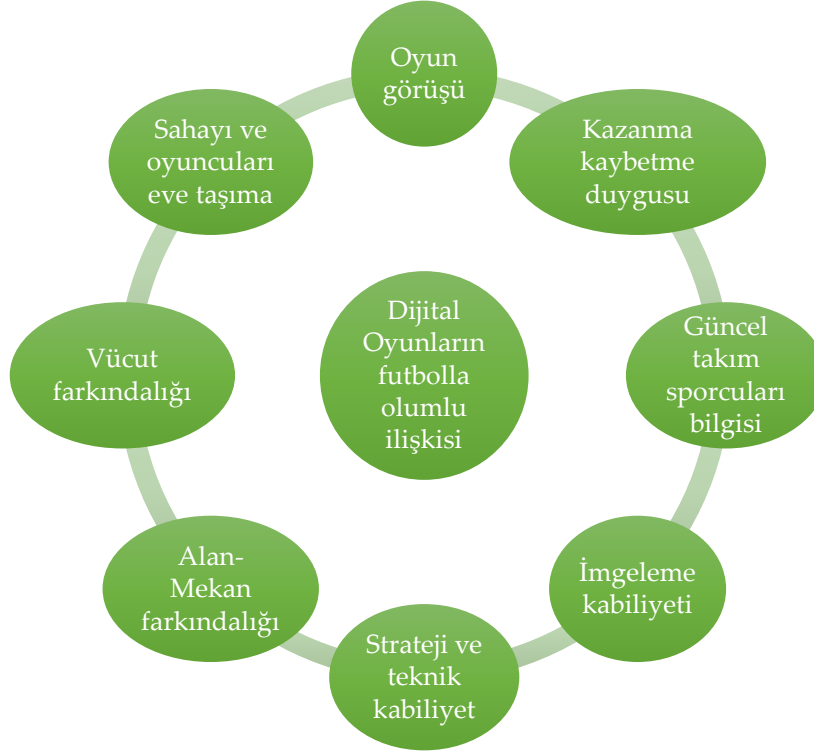 Oyun
görüşü
Kazanma
kaybetme
duygusu
Güncel
takım
sporcuları
bilgisi
İmgeleme
kabiliyeti
Strateji ve
teknik
kabiliyet
Alan-
Mekan
farkındalığı
Vücut
farkındalığı
Sahayı ve
oyuncuları
eve taşıma
Dijital
Oyunların
futbolla
olumlu
ilişkisi